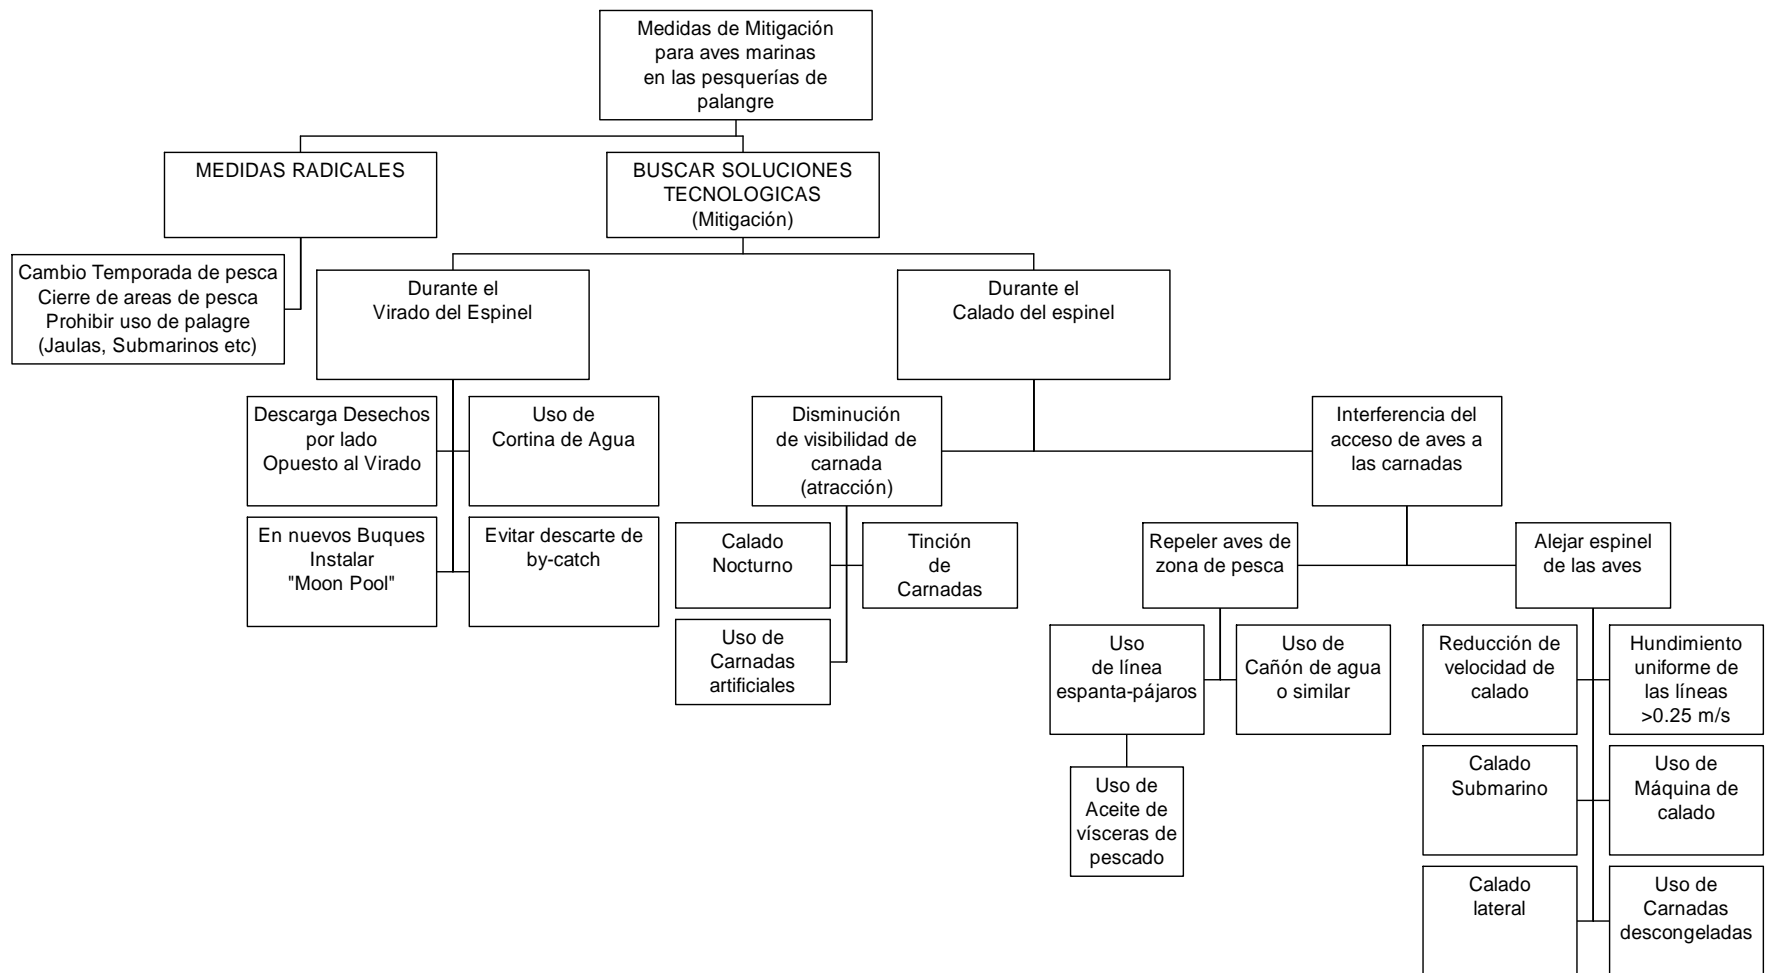 Medidas de Mitigación
para aves marinas
en las pesquerías de
palangre
MEDIDAS RADICALES
BUSCAR SOLUCIONES
TECNOLOGICAS
(Mitigación)
Cambio Temporada de pesca
Cierre de areas de pesca
Prohibir uso de palagre
(Jaulas, Submarinos etc)
Durante el
Virado del Espinel
Durante el
Calado del espinel
Descarga Desechos
por lado
Opuesto al Virado
Uso de
Cortina de Agua
En nuevos Buques
Instalar
"Moon Pool"
Evitar descarte de
by-catch
Disminución
de visibilidad de
carnada
(atracción)
Interferencia del
acceso de aves a
las carnadas
Calado
Nocturno
Tinción
de
Carnadas
Uso de
Carnadas
artificiales
Repeler aves de
zona de pesca
Alejar espinel
de las aves
Uso
de línea
espanta-pájaros
Uso de
Cañón de agua
o similar
Uso de
Aceite de
vísceras de
pescado
Reducción de
velocidad de
calado
Hundimiento
uniforme de
las líneas
>0.25 m/s
Calado
Submarino
Uso de
Máquina de
calado
Calado
lateral
Uso de
Carnadas
descongeladas